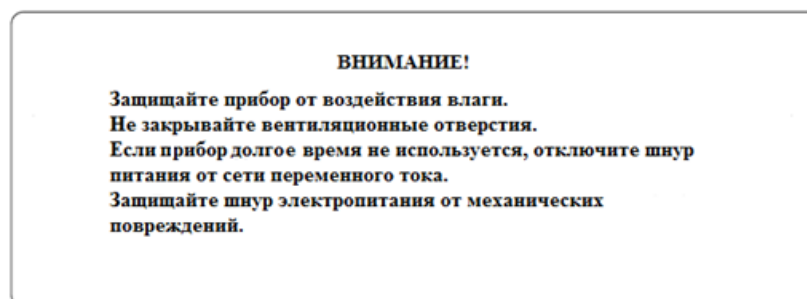 ВНИМАНИЕ!
Защищайте прибор от воздействия влаги.
Не закрывайте вентиляционные отверстия.
Если прибор долгое время не используется, отключите шнур
питания от сети переменного тока.
Защищайте шнур электропитания от механических
повреждений.